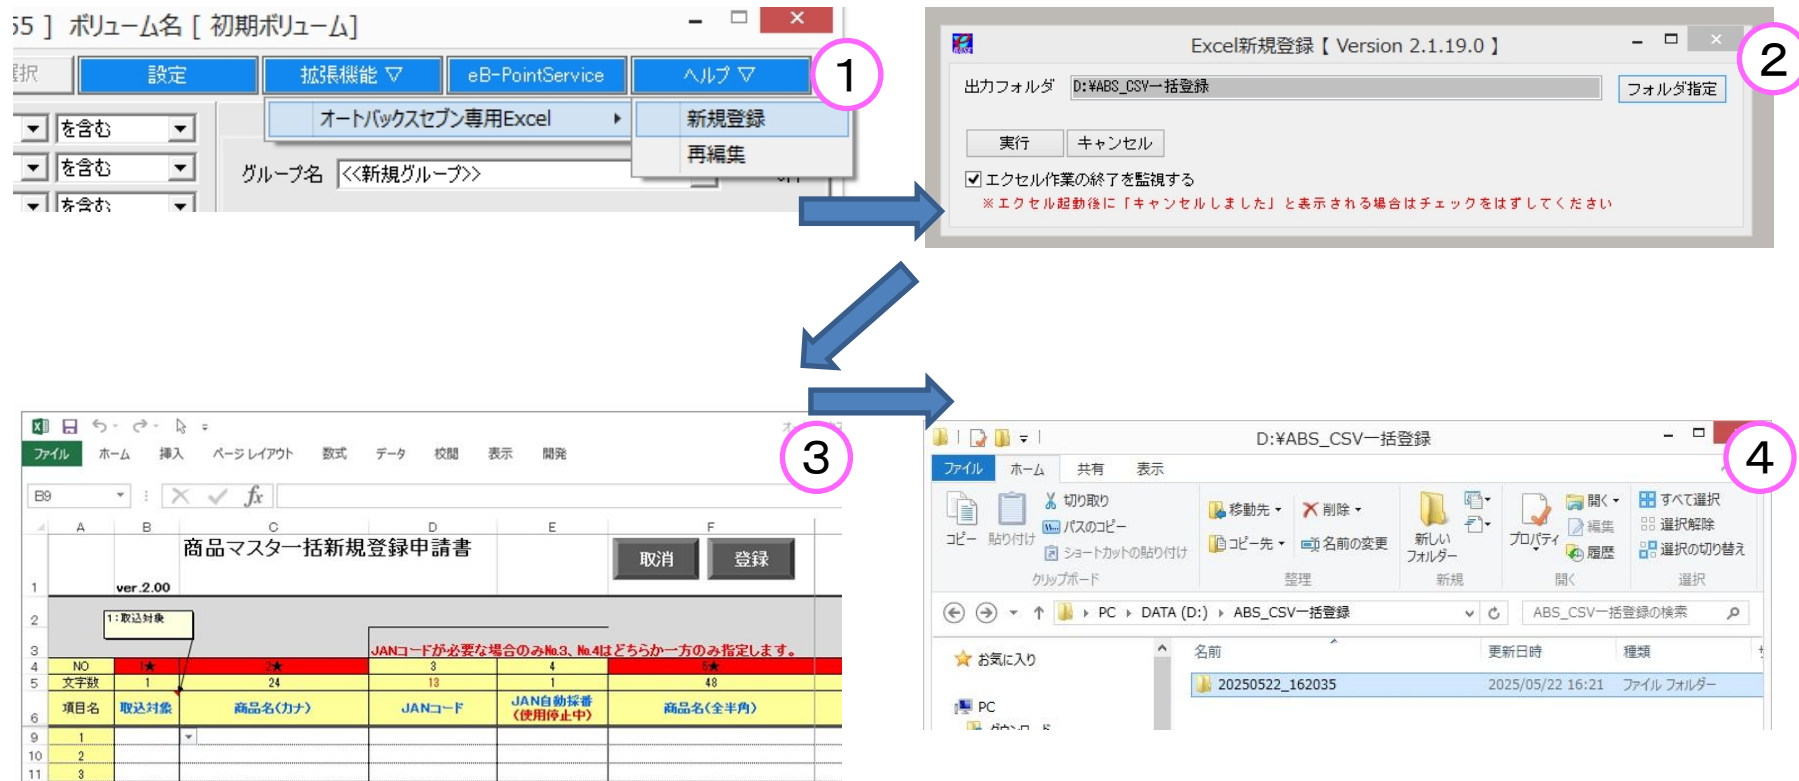 55 ] ボリューム名 [ 初期ボリューム]
選択 設定 拡張機能 ▽ eB-PointService ヘルプ ▽
1
オートバックスセブン専用Excel 新規登録
再編集
を含む
を含む
を含む
グループ名 <<新規グループ>>
Excel新規登録【 Version 2.1.19.0 】
2
出力フォルダ D:¥ABS_CSV一括登録 フォルダ指定
実行 キャンセル
エクセル作業の終了を監視する
※エクセル起動後に「キャンセルしました」と表示される場合はチェックをはずしてください
3
ファイル ホーム 挿入 ページ レイアウト 数式 データ 校閲 表示 開発
B9 fx
A B C D E F
1 ver.2.00 商品マスター括新規登録申請書 取消 登録
2 1:取込対象
3 JANコードが必要な場合のみ№3、№4はどちらか一方のみ指定します。
4 NO 1★ 2★ 3 4 5★
5 文字数 1 24 13 1 48
6 項目名 取込対象 商品名(カナ) JANコード JAN自動採番 (使用停止中) 商品名(全半角)
9 1
10 2
11 3
D:¥ABS_CSV一括登録
4
ファイル ホーム 共有 表示
コピー 貼り付け 切り取り パスのコピー ショートカットの貼り付け
移動先 削除 コピー先 名前の変更
新しい フォルダー
プロパティ 開く 編集 履歴
すべて選択 選択解除 選択の切り替え
クリップボード 整理 新規 開く 選択
PC DATA (D:) ABS_CSV一括登録 ABS_CSV一括登録の検索
お気に入り 名前 更新日時 種類
20250522_162035 2025/05/22 16:21 ファイル フォルダー
PC
ダウンロード